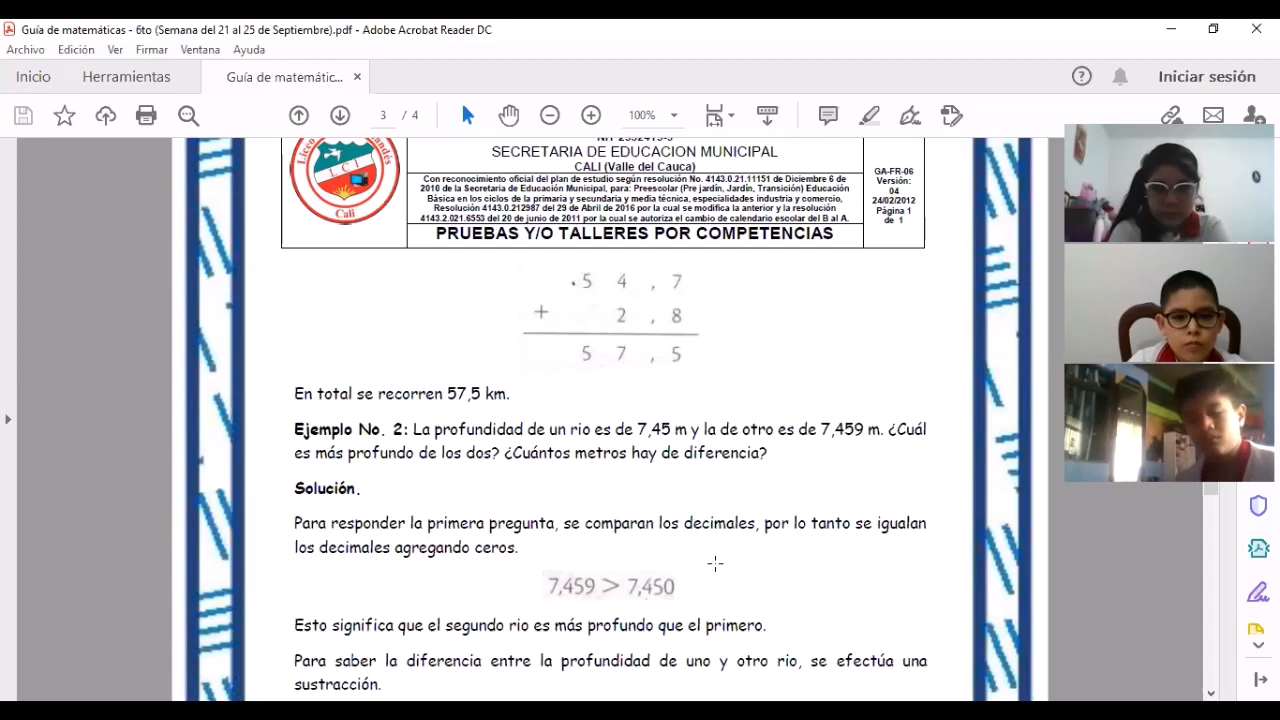 Guía de matemáticas - 6to (Semana del 21 al 25 de Septiembre).pdf - Adobe Acrobat Reader DC
Archivo Edición Ver Firmar Ventana Ayuda
Inicio Herramientas Guía de matemátic... × Iniciar sesión
3 / 4 100%
SECRETARIA DE EDUCACION MUNICIPAL
CALI (Valle del Cauca)
Con reconocimiento oficial del plan de estudio según resolución No. 4143.0.21.11151 de Diciembre 6 de
2010 de la Secretaria de Educación Municipal, para: Preescolar (Pre jardín, Jardín, Transición) Educación
Básica en los ciclos de la primaria y secundaria y media técnica, especialidades industria y comercio,
Resolución 4143.0.212987 del 29 de Abril de 2016 por la cual se modifica la anterior y la resolución
4143.2.021.6553 del 20 de junio de 2011 por la cual se autoriza el cambio de calendario escolar del B al A.
PRUEBAS Y/O TALLERES POR COMPETENCIAS
GA-FR-06
Versión:
04
24/02/2012
Página 1
de 1
L C I
Cali
5 4 , 7
+ 2 , 8
5 7 , 5
En total se recorren 57,5 km.
Ejemplo No. 2: La profundidad de un rio es de 7,45 m y la de otro es de 7,459 m. ¿Cuál
es más profundo de los dos? ¿Cuántos metros hay de diferencia?
Solución.
Para responder la primera pregunta, se comparan los decimales, por lo tanto se igualan
los decimales agregando ceros.
7,459 > 7,450
Esto significa que el segundo rio es más profundo que el primero.
Para saber la diferencia entre la profundidad de uno y otro rio, se efectúa una
sustracción.